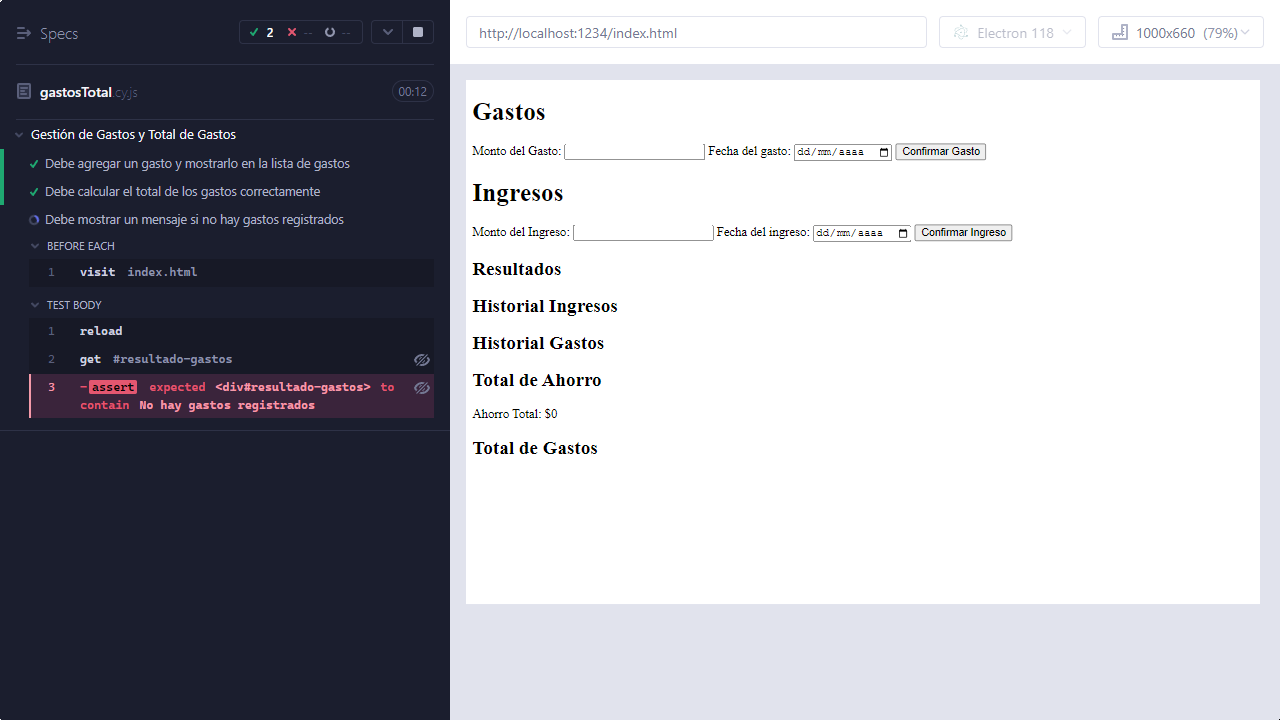 Specs
2 -- --
gastosTotal.cy.js
00:12
Gestión de Gastos y Total de Gastos
Debe agregar un gasto y mostrarlo en la lista de gastos
Debe calcular el total de los gastos correctamente
Debe mostrar un mensaje si no hay gastos registrados
BEFORE EACH
1 visit index.html
TEST BODY
1 reload
2 get #resultado-gastos
3 -assert expected <div#resultado-gastos> to
contain No hay gastos registrados
http://localhost:1234/index.html
Electron 118
1000x660 (79%)
Gastos
Monto del Gasto: Fecha del gasto: dd/mm/aaaa Confirmar Gasto
Ingresos
Monto del Ingreso: Fecha del ingreso: dd/mm/aaaa Confirmar Ingreso
Resultados
Historial Ingresos
Historial Gastos
Total de Ahorro
Ahorro Total: $0
Total de Gastos